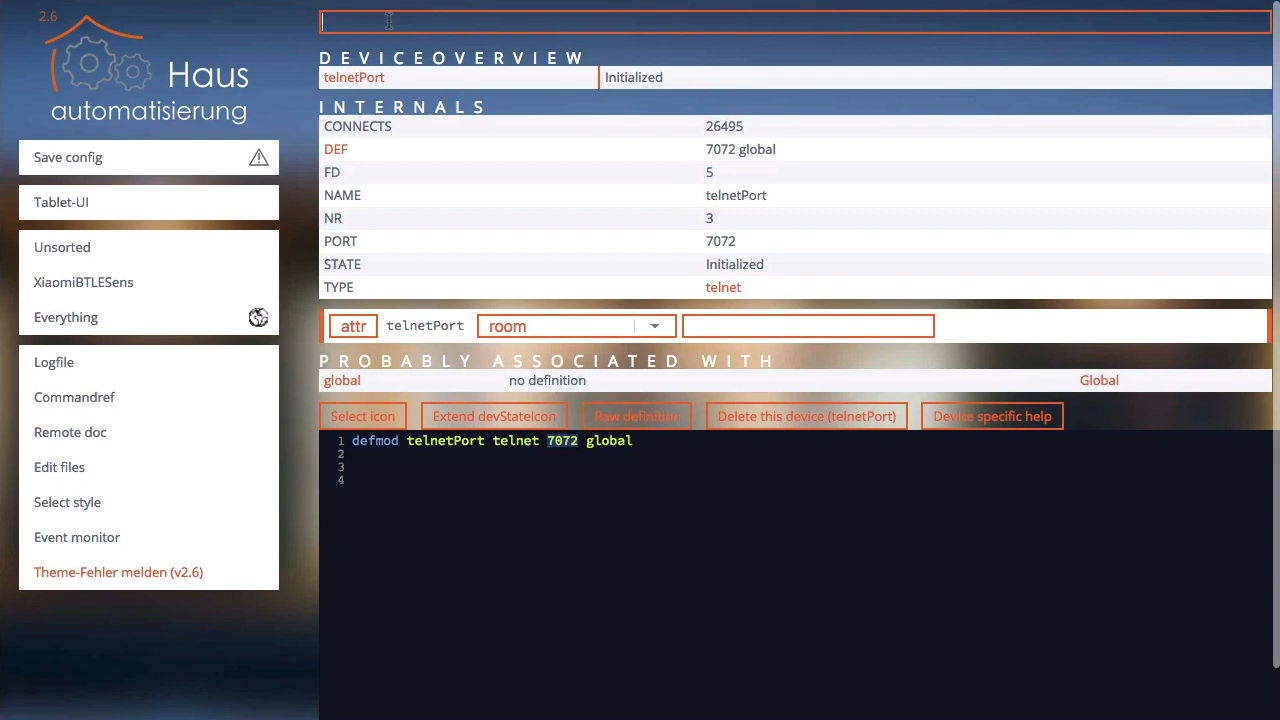 2.6
Haus
automatisierung
Save config
Tablet-UI
Unsorted
XiaomiBTLESens
Everything
Logfile
Commandref
Remote doc
Edit files
Select style
Event monitor
Theme-Fehler melden (v2.6)
DEVICEOVERVIEW
telnetPort Initialized
INTERNALS
CONNECTS 26495
DEF 7072 global
FD 5
NAME telnetPort
NR 3
PORT 7072
STATE Initialized
TYPE telnet
attr telnetPort room
PROBABLY ASSOCIATED WITH
global no definition Global
Select icon Extend devStateIcon Raw definition Delete this device (telnetPort) Device specific help
1 defmod telnetPort telnet 7072 global
2
3
4